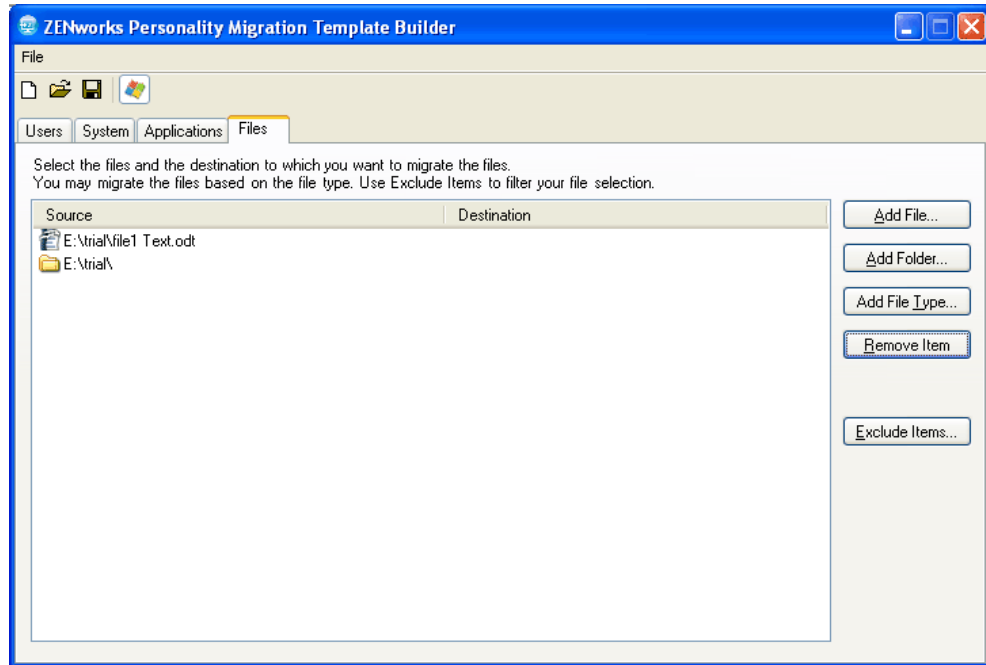 ZENworks Personality Migration Template Builder
File
Users System Applications Files
Select the files and the destination to which you want to migrate the files.
You may migrate the files based on the file type. Use Exclude Items to filter your file selection.
Source Destination
E:\trial\file1 Text.odt
E:\trial\
Add File...
Add Folder...
Add File Type...
Remove Item
Exclude Items...